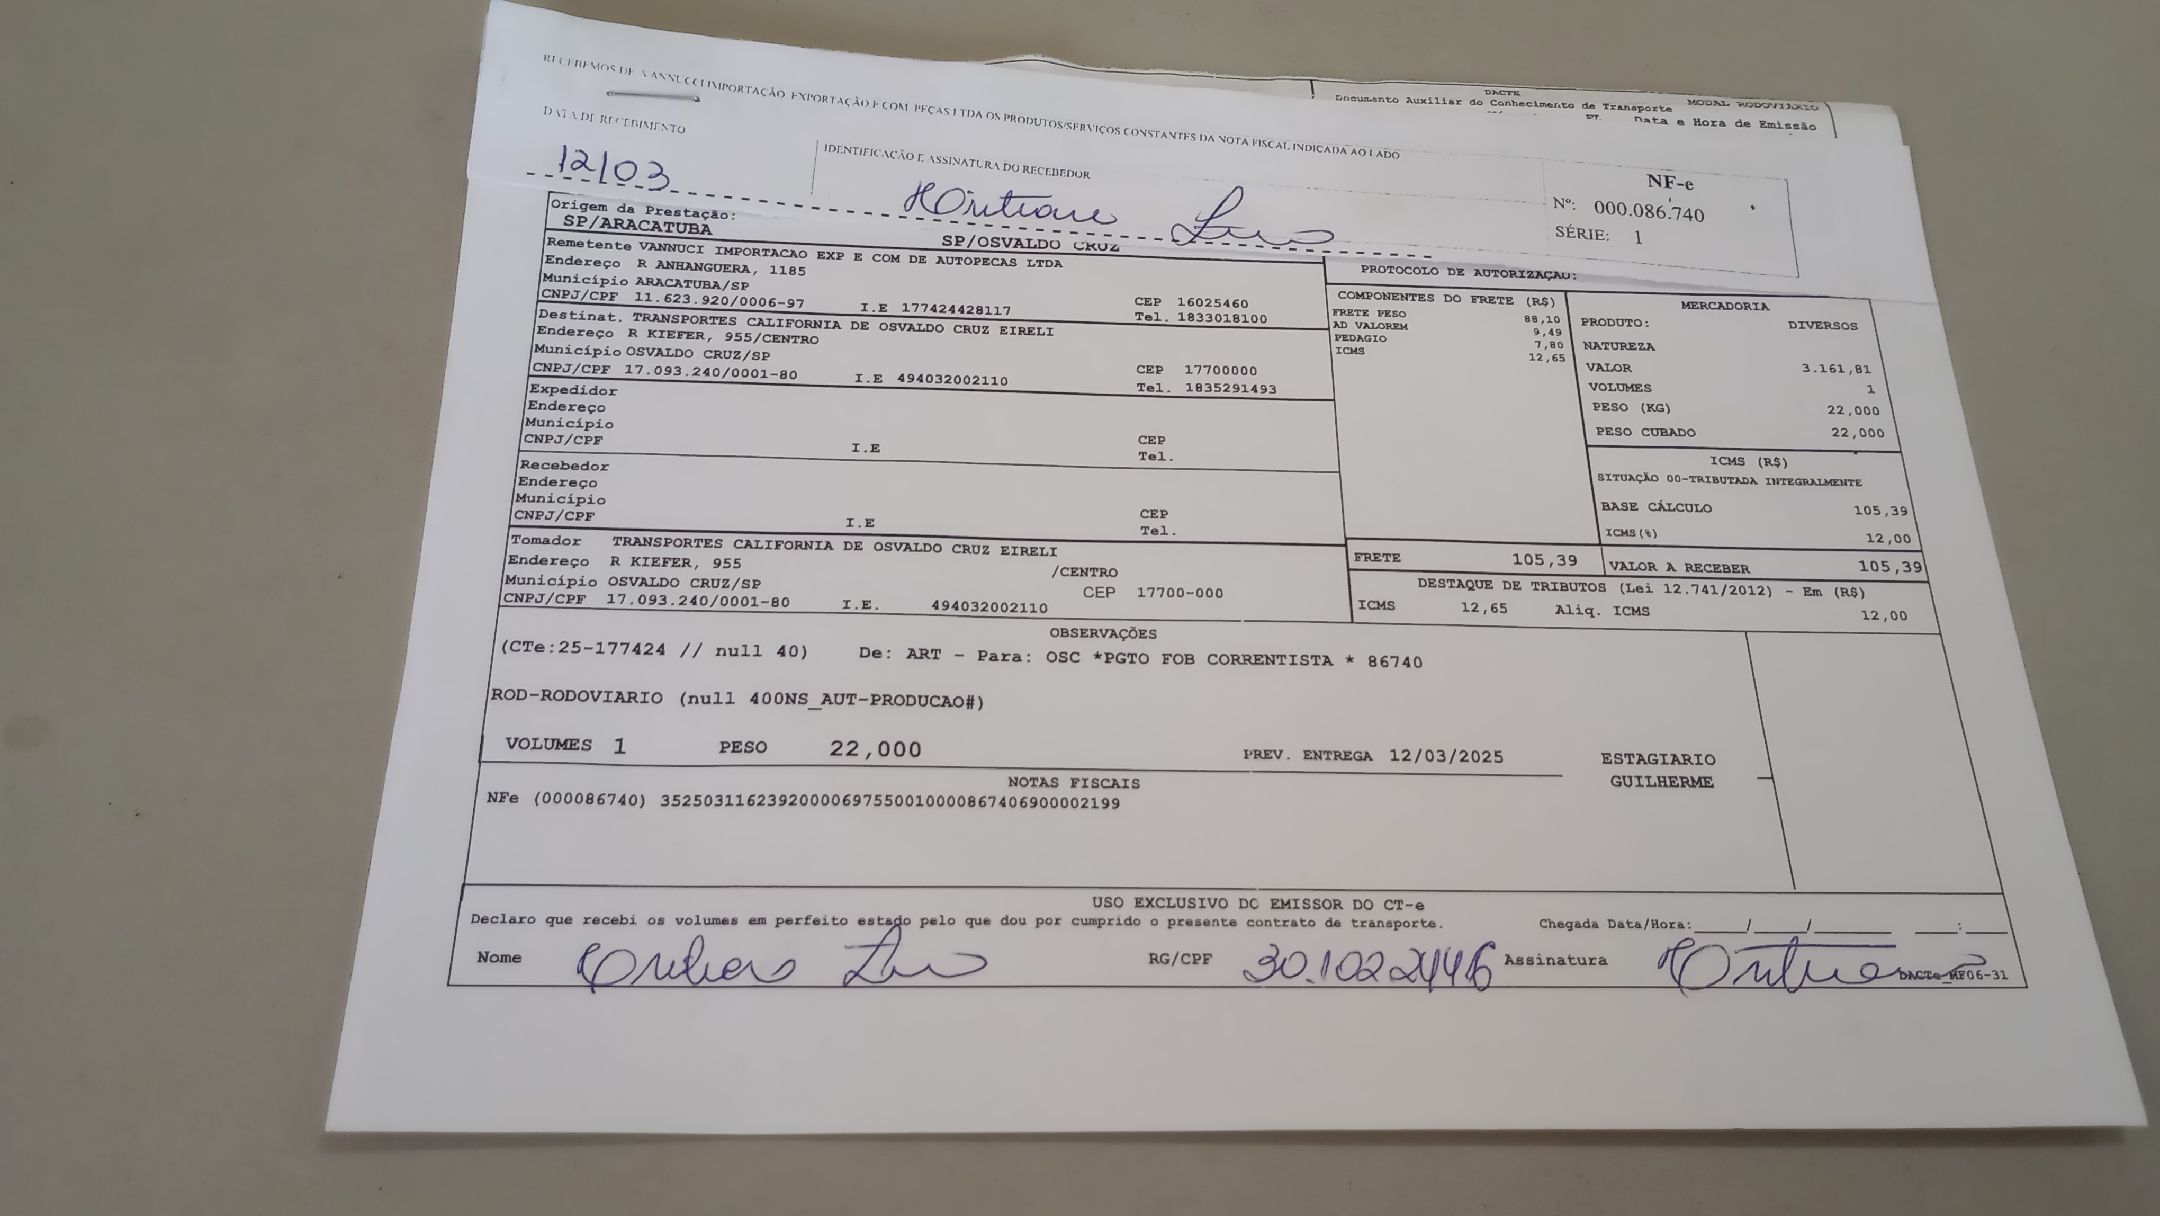 DACTE
Documento Auxiliar do Conhecimento de Transporte
MODAL RODOVIARIO
Data e Hora de Emissão
RECEBEMOS DE VANNUCCI IMPORTAÇÃO, EXPORTAÇÃO E COM. PEÇAS LTDA OS PRODUTOS/SERVIÇOS CONSTANTES DA NOTA FISCAL INDICADA AO LADO
DATA DE RECEBIMENTO
12/03
IDENTIFICAÇÃO E ASSINATURA DO RECEBEDOR
NF-e
Nº: 000.086.740
SÉRIE: 1
Origem da Prestação:
SP/ARACATUBA
SP/OSVALDO CRUZ
Remetente VANNUCI IMPORTACAO EXP E COM DE AUTOPECAS LTDA
Endereço R ANHANGUERA, 1185
Município ARACATUBA/SP
CEP 16025460
CNPJ/CPF 11.623.920/0006-97 I.E 177424428117 Tel. 1833018100
Destinat. TRANSPORTES CALIFORNIA DE OSVALDO CRUZ EIRELI
Endereço R KIEFER, 955/CENTRO
Município OSVALDO CRUZ/SP CEP 17700000
CNPJ/CPF 17.093.240/0001-80 I.E 494032002110 Tel. 1835291493
Expedidor
Endereço
Município CEP
CNPJ/CPF I.E Tel.
Recebedor
Endereço
Município CEP
CNPJ/CPF I.E Tel.
Tomador TRANSPORTES CALIFORNIA DE OSVALDO CRUZ EIRELI
Endereço R KIEFER, 955 /CENTRO
Município OSVALDO CRUZ/SP CEP 17700-000
CNPJ/CPF 17.093.240/0001-80 I.E. 494032002110
PROTOCOLO DE AUTORIZAÇAO:
COMPONENTES DO FRETE (R$)
FRETE PESO 88,10
AD VALOREM 9,49
PEDAGIO 7,80
ICMS 12,65
MERCADORIA
PRODUTO: DIVERSOS
NATUREZA
VALOR 3.161,81
VOLUMES 1
PESO (KG) 22,000
PESO CUBADO 22,000
ICMS (R$)
SITUAÇÃO 00-TRIBUTADA INTEGRALMENTE
BASE CÁLCULO 105,39
ICMS(%) 12,00
FRETE 105,39 VALOR A RECEBER 105,39
DESTAQUE DE TRIBUTOS (Lei 12.741/2012) - Em (R$)
ICMS 12,65 Aliq. ICMS 12,00
OBSERVAÇÕES
(CTe:25-177424 // null 40) De: ART - Para: OSC *PGTO FOB CORRENTISTA * 86740
ROD-RODOVIARIO (null 400NS_AUT-PRODUCAO#)
VOLUMES 1 PESO 22,000 PREV. ENTREGA 12/03/2025
ESTAGIARIO
GUILHERME
NOTAS FISCAIS
NFe (000086740) 35250311623920000697550010000867406900002199
USO EXCLUSIVO DO EMISSOR DO CT-e
Declaro que recebi os volumes em perfeito estado pelo que dou por cumprido o presente contrato de transporte. Chegada Data/Hora:____/____/______ ___:___
Nome RG/CPF Assinatura
DACTe_MF06-31